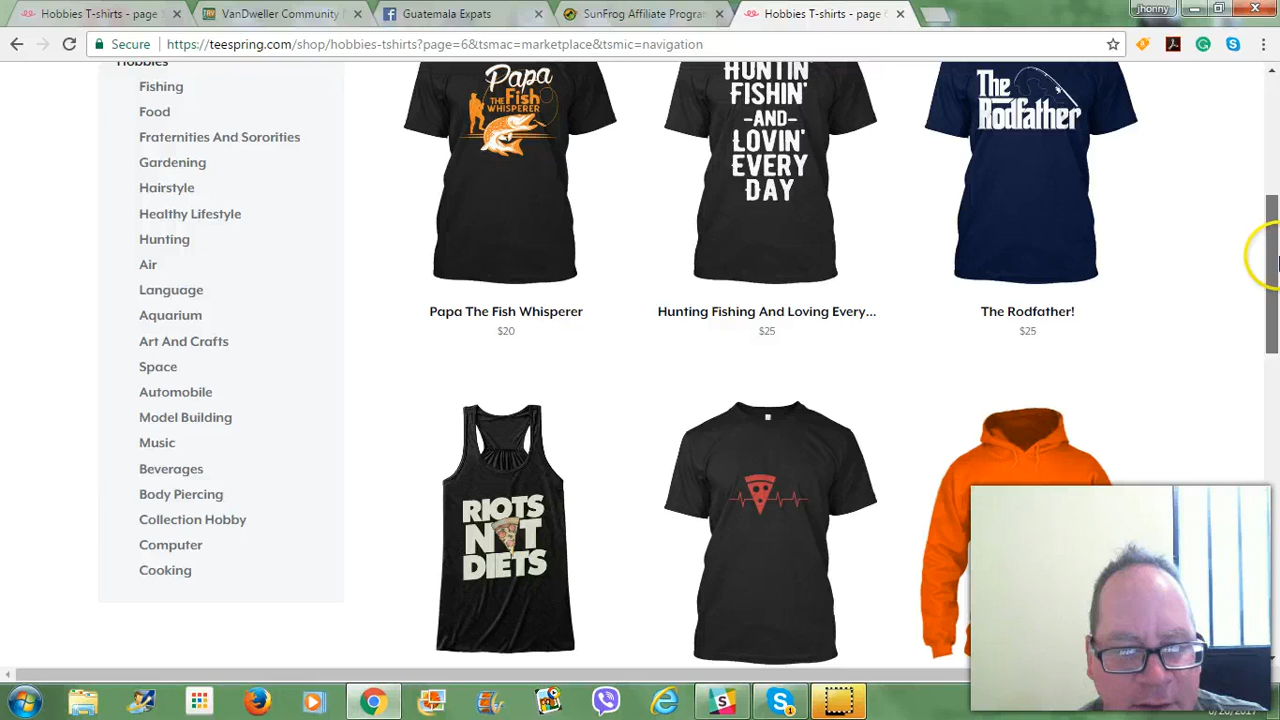 Hobbies T-shirts - page
VanDweller Community
Guatemala Expats
SunFrog Affiliate Progra
Hobbies T-shirts - page 6
jhonny
Secure
https://teespring.com/shop/hobbies-tshirts?page=6&tsmac=marketplace&tsmic=navigation
Hobbies
Fishing
Food
Fraternities And Sororities
Gardening
Hairstyle
Healthy Lifestyle
Hunting
Air
Language
Aquarium
Art And Crafts
Space
Automobile
Model Building
Music
Beverages
Body Piercing
Collection Hobby
Computer
Cooking
Papa
THE Fish
WHISPERER
HUNTIN'
FISHIN'
-AND-
LOVIN'
EVERY
DAY
The
Rodfather
Papa The Fish Whisperer
$20
Hunting Fishing And Loving Every...
$25
The Rodfather!
$25
RIOTS
NOT
DIETS